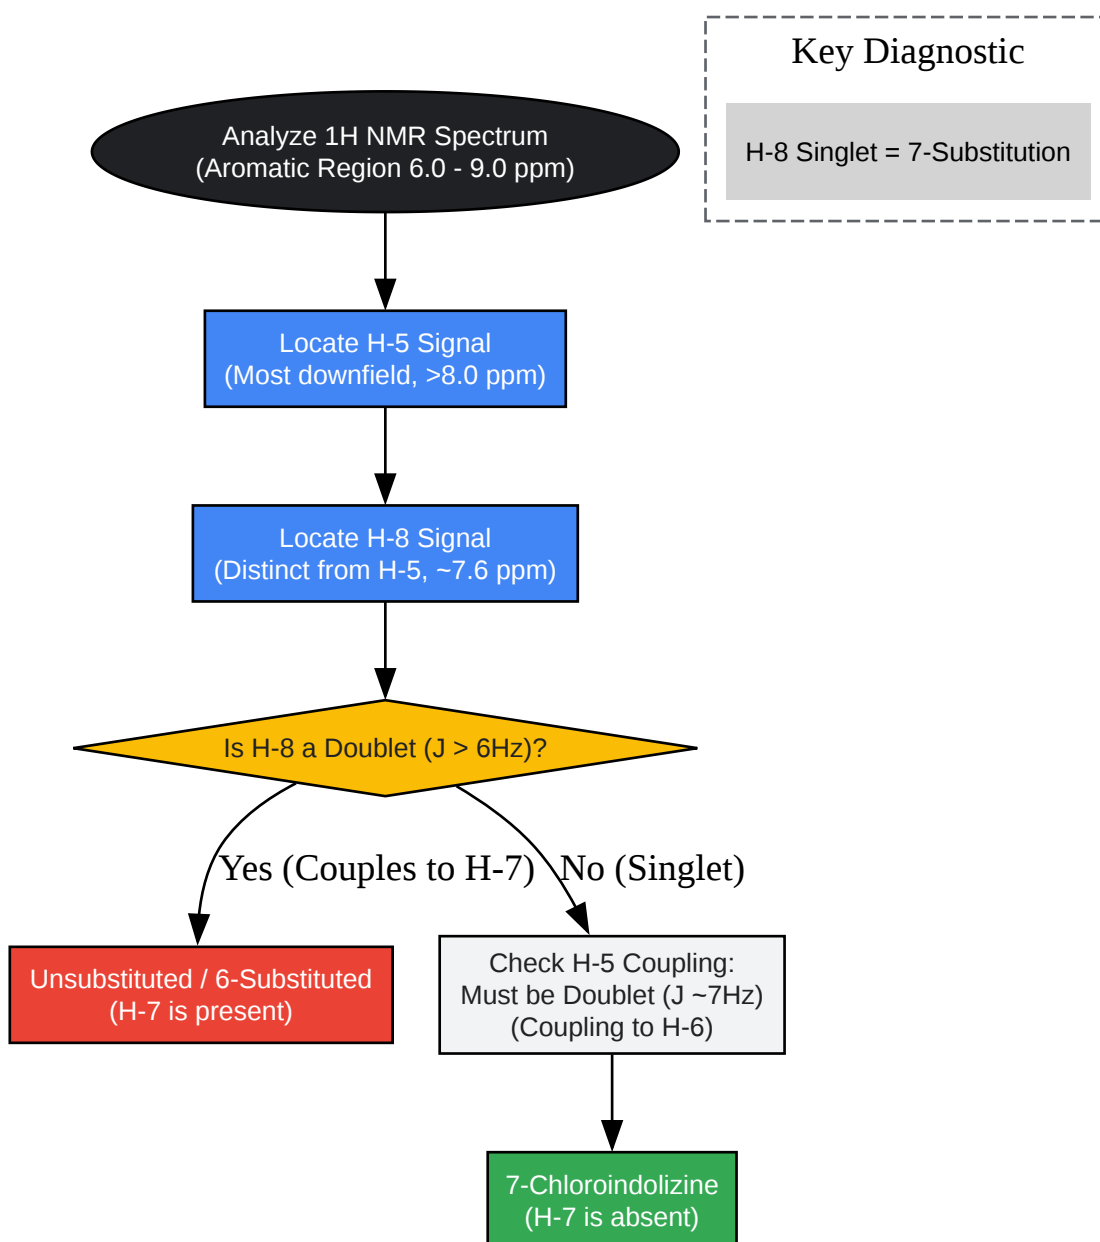 Key Diagnostic
H-8 Singlet = 7-Substitution
Analyze 1H NMR Spectrum
(Aromatic Region 6.0 - 9.0 ppm)
Locate H-5 Signal
(Most downfield, >8.0 ppm)
Locate H-8 Signal
(Distinct from H-5, ~7.6 ppm)
Is H-8 a Doublet (J > 6Hz)?
Yes (Couples to H-7)
No (Singlet)
Unsubstituted / 6-Substituted
(H-7 is present)
Check H-5 Coupling:
Must be Doublet (J ~7Hz)
(Coupling to H-6)
7-Chloroindolizine
(H-7 is absent)